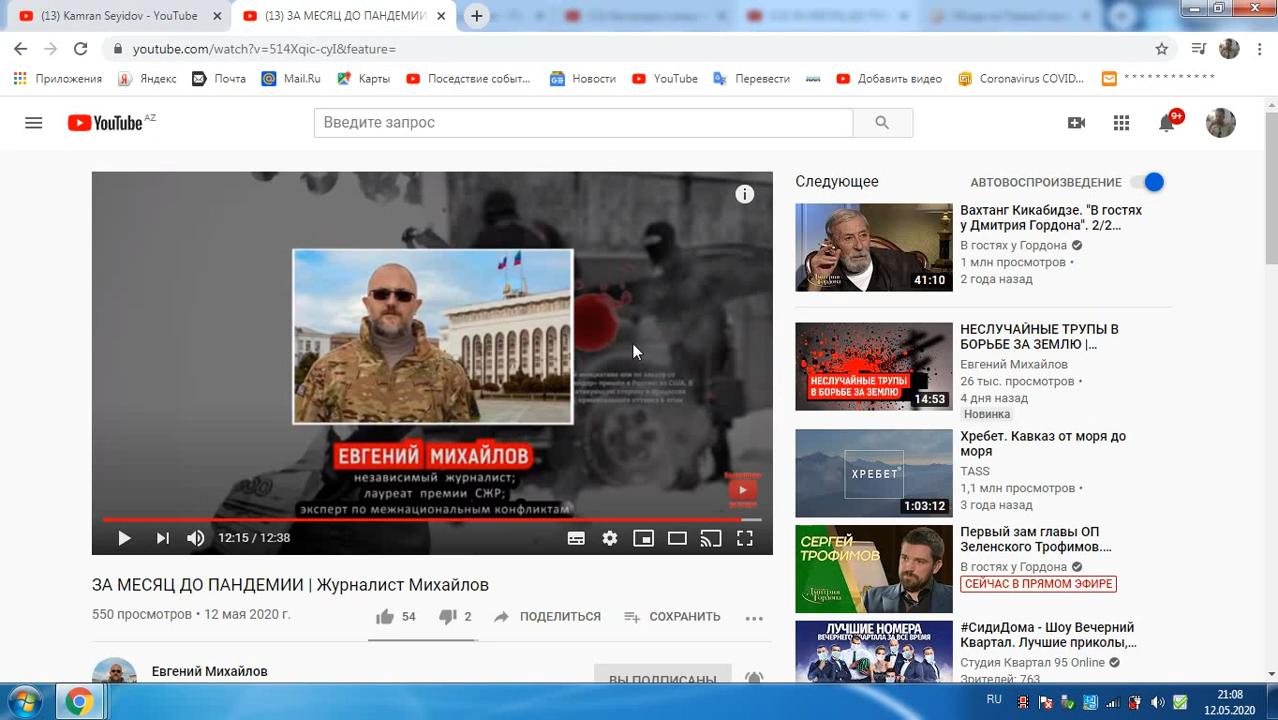 (13) Kamran Seyidov - YouTube
(13) ЗА МЕСЯЦ ДО ПАНДЕМИИ
youtube.com/watch?v=514Xqic-cyI&feature=
Приложения
Яндекс
Почта
Mail.Ru
Карты
Поседствие событ...
Новости
YouTube
Перевести
Добавить видео
Coronavirus COVID...
* * * * * * * * * * * *
YouTube AZ
Введите запрос
9+
ЕВГЕНИЙ МИХАЙЛОВ
независимый журналист;
лауреат премии СЖР;
эксперт по межнациональным конфликтам
12:15 / 12:38
ЗА МЕСЯЦ ДО ПАНДЕМИИ | Журналист Михайлов
550 просмотров • 12 мая 2020 г.
54
2
ПОДЕЛИТЬСЯ
СОХРАНИТЬ
Евгений Михайлов
ВЫ ПОДПИСАНЫ
Следующее
АВТОВОСПРОИЗВЕДЕНИЕ
41:10
Вахтанг Кикабидзе. "В гостях
у Дмитрия Гордона". 2/2...
В гостях у Гордона
1 млн просмотров •
2 года назад
НЕСЛУЧАЙНЫЕ ТРУПЫ
В БОРЬБЕ ЗА ЗЕМЛЮ
14:53
НЕСЛУЧАЙНЫЕ ТРУПЫ В
БОРЬБЕ ЗА ЗЕМЛЮ |...
Евгений Михайлов
26 тыс. просмотров •
4 дня назад
Новинка
ХРЕБЕТ
1:03:12
Хребет. Кавказ от моря до
моря
TASS
1,1 млн просмотров •
3 года назад
СЕРГЕЙ
ТРОФИМОВ
Первый зам главы ОП
Зеленского Трофимов....
В гостях у Гордона
СЕЙЧАС В ПРЯМОМ ЭФИРЕ
ЛУЧШИЕ НОМЕРА
ВЕЧЕРНЕГО КВАРТАЛА ЗА ВСЕ ВРЕМЯ
#СидиДома - Шоу Вечерний
Квартал. Лучшие приколы,...
Студия Квартал 95 Online
Зрителей: 763
RU
21:08
12.05.2020